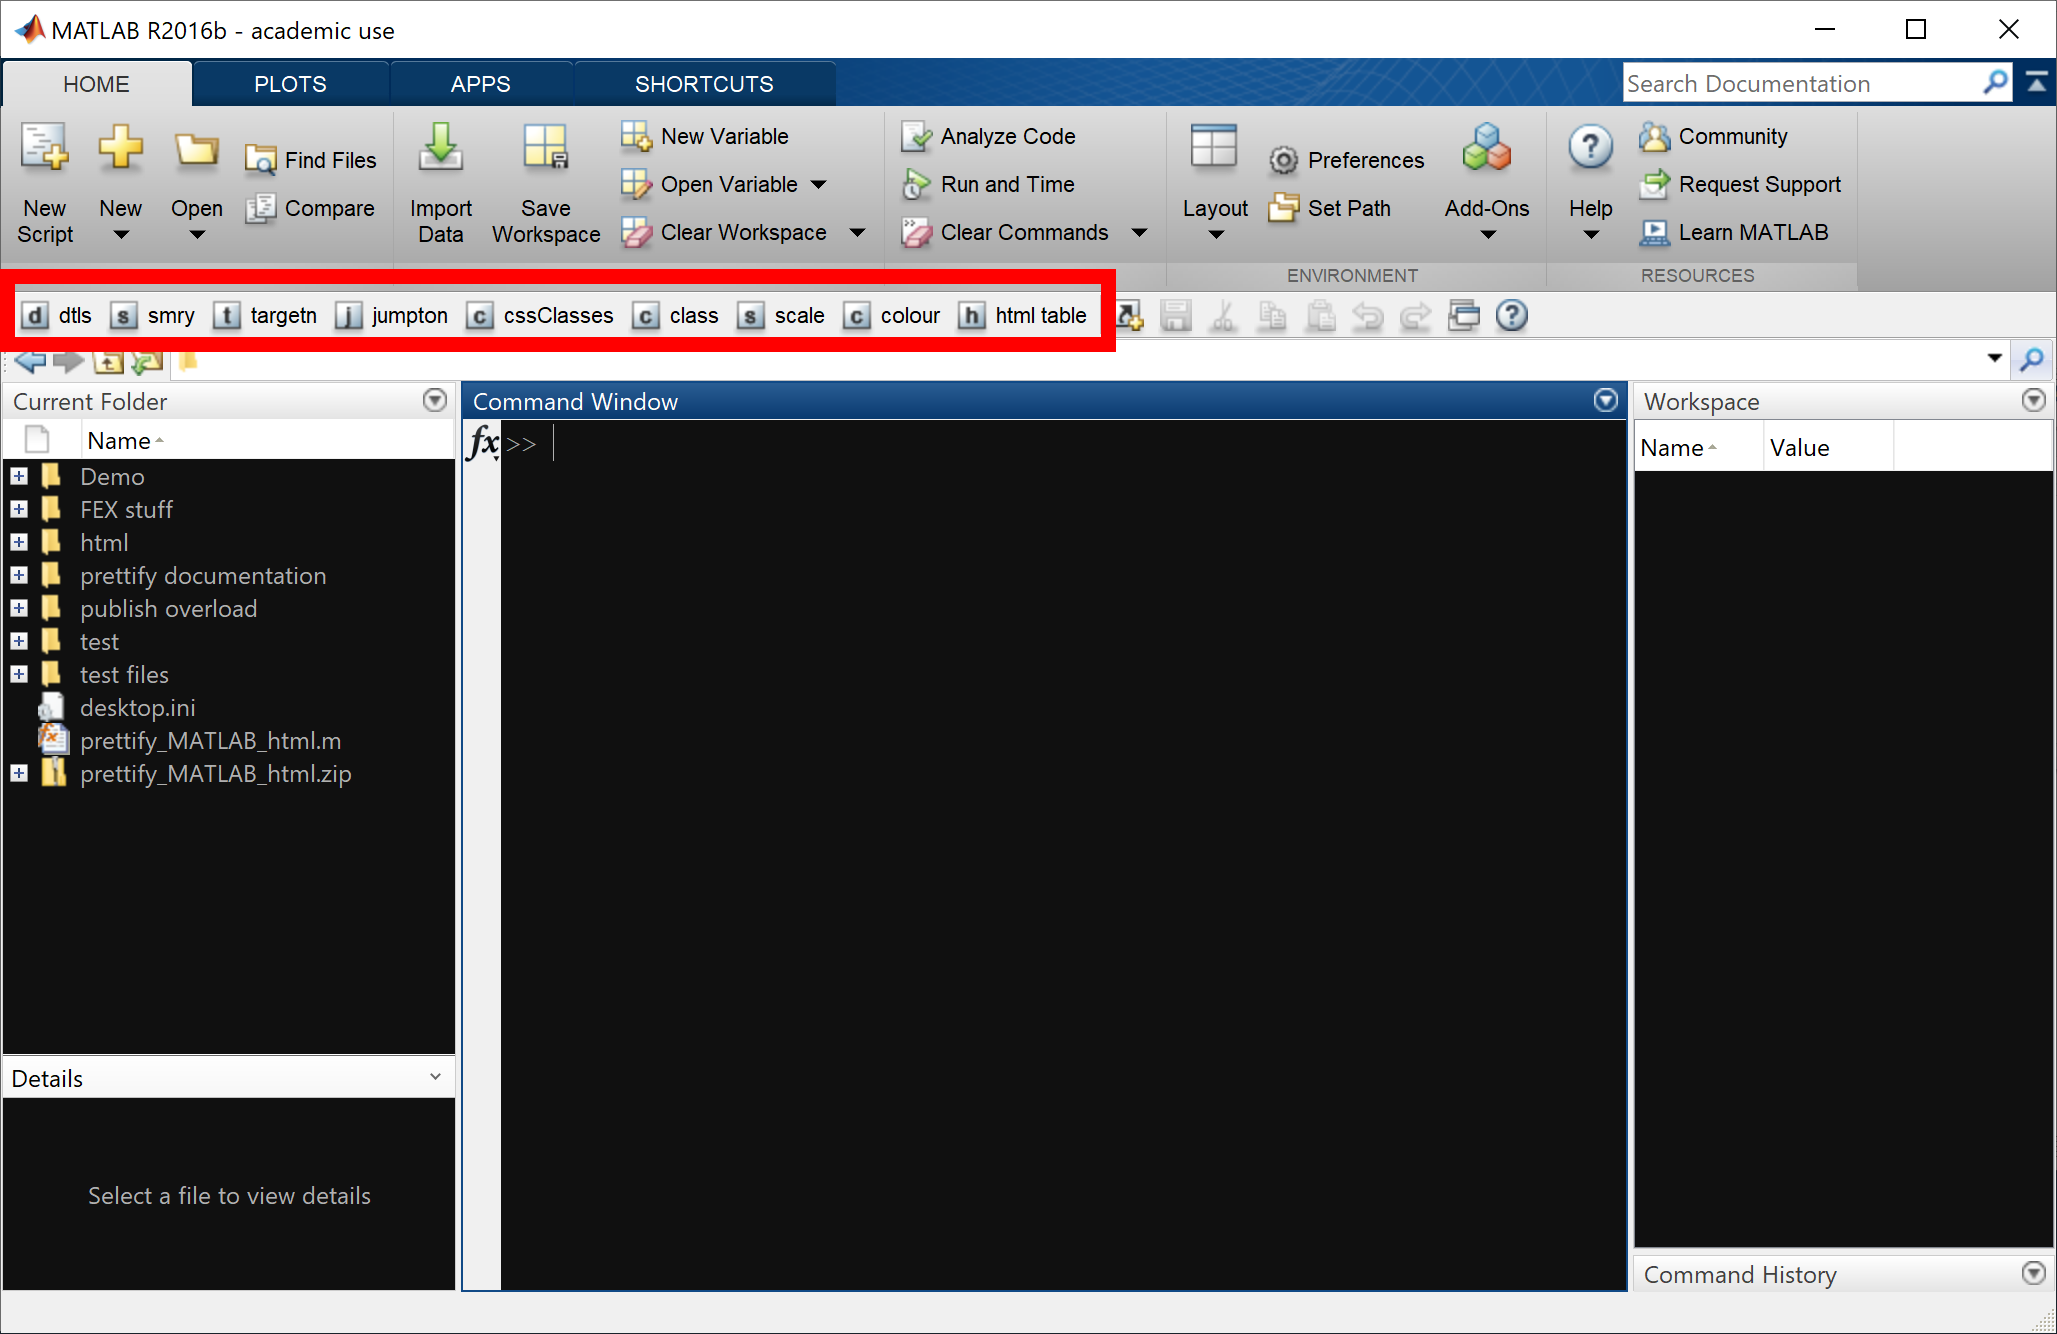 MATLAB R2016b - academic use
HOME PLOTS APPS SHORTCUTS Search Documentation
New Script
New
Open
Find Files
Compare
Import Data
Save Workspace
New Variable
Open Variable
Clear Workspace
Analyze Code
Run and Time
Clear Commands
Layout
Preferences
Set Path
Add-Ons
Help
Community
Request Support
Learn MATLAB
ENVIRONMENT
RESOURCES
d dtls s smry t targetn j jumpton c cssClasses c class s scale c colour h html table
Current Folder
Name
Demo
FEX stuff
html
prettify documentation
publish overload
test
test files
desktop.ini
prettify_MATLAB_html.m
prettify_MATLAB_html.zip
Details
Select a file to view details
Command Window
fx >>
Workspace
Name Value
Command History